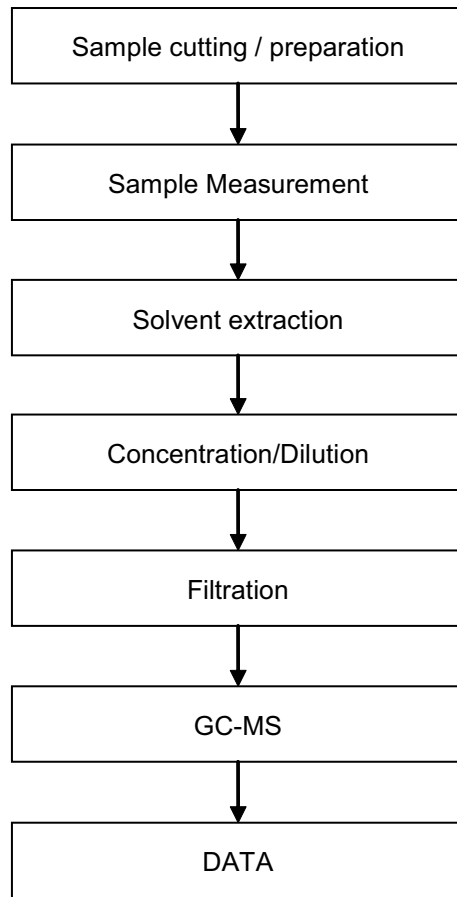 Sample cutting / preparation
Sample Measurement
Solvent extraction
Concentration/Dilution
Filtration
GC-MS
DATA